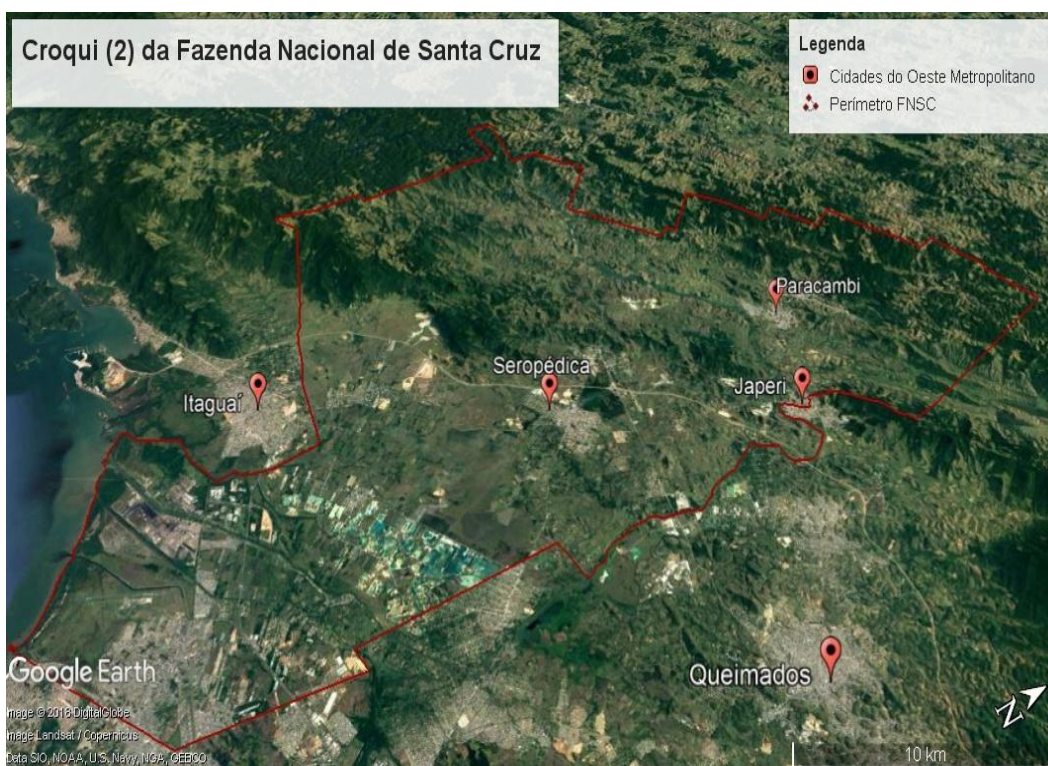 Croqui (2) da Fazenda Nacional de Santa Cruz
Legenda
Cidades do Oeste Metropolitano
Perímetro FNSC
Paracambi
Seropédica
Japeri
Itaguaí
Queimados
Google Earth
Image © 2018 DigitalGlobe
Image Landsat / Copernicus
Data SIO, NOAA, U.S. Navy, NGA, GEBCO
N
10 km